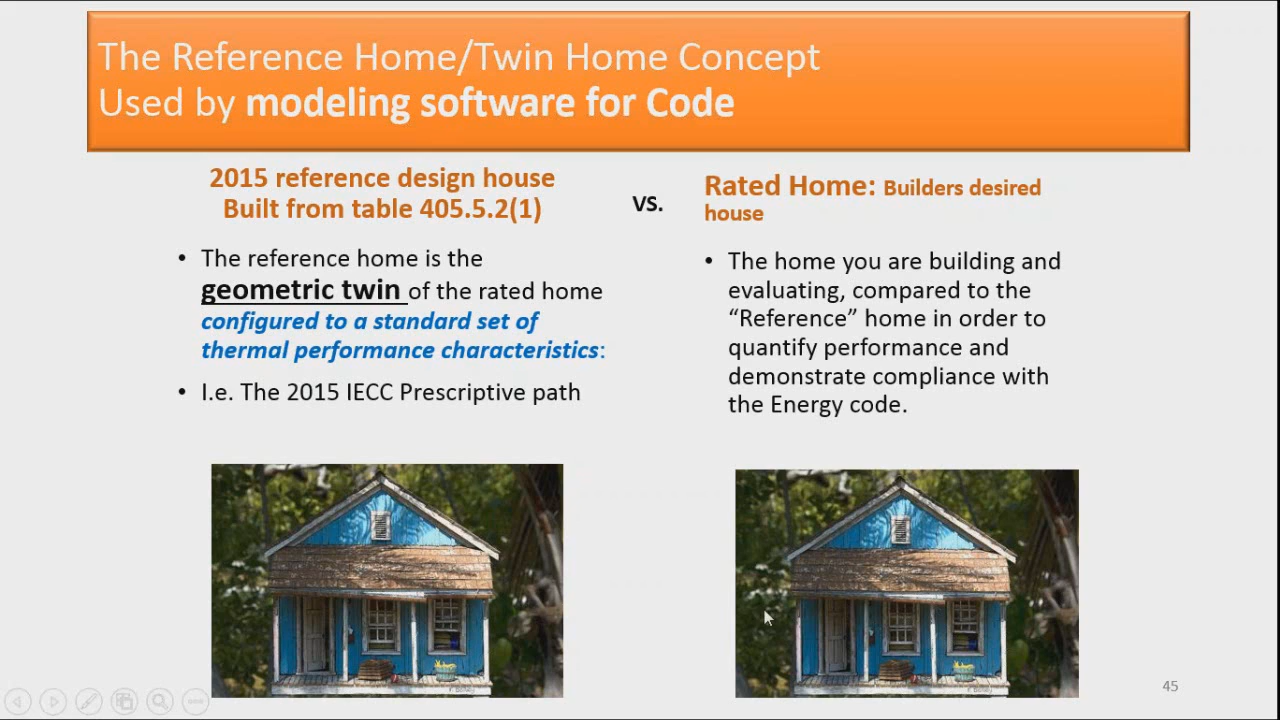 The Reference Home/Twin Home Concept
Used by modeling software for Code
2015 reference design house
Built from table 405.5.2(1)
• The reference home is the
geometric twin of the rated home
configured to a standard set of
thermal performance characteristics:
• I.e. The 2015 IECC Prescriptive path
vs.
Rated Home: Builders desired
house
• The home you are building and
evaluating, compared to the
“Reference” home in order to
quantify performance and
demonstrate compliance with
the Energy code.
45